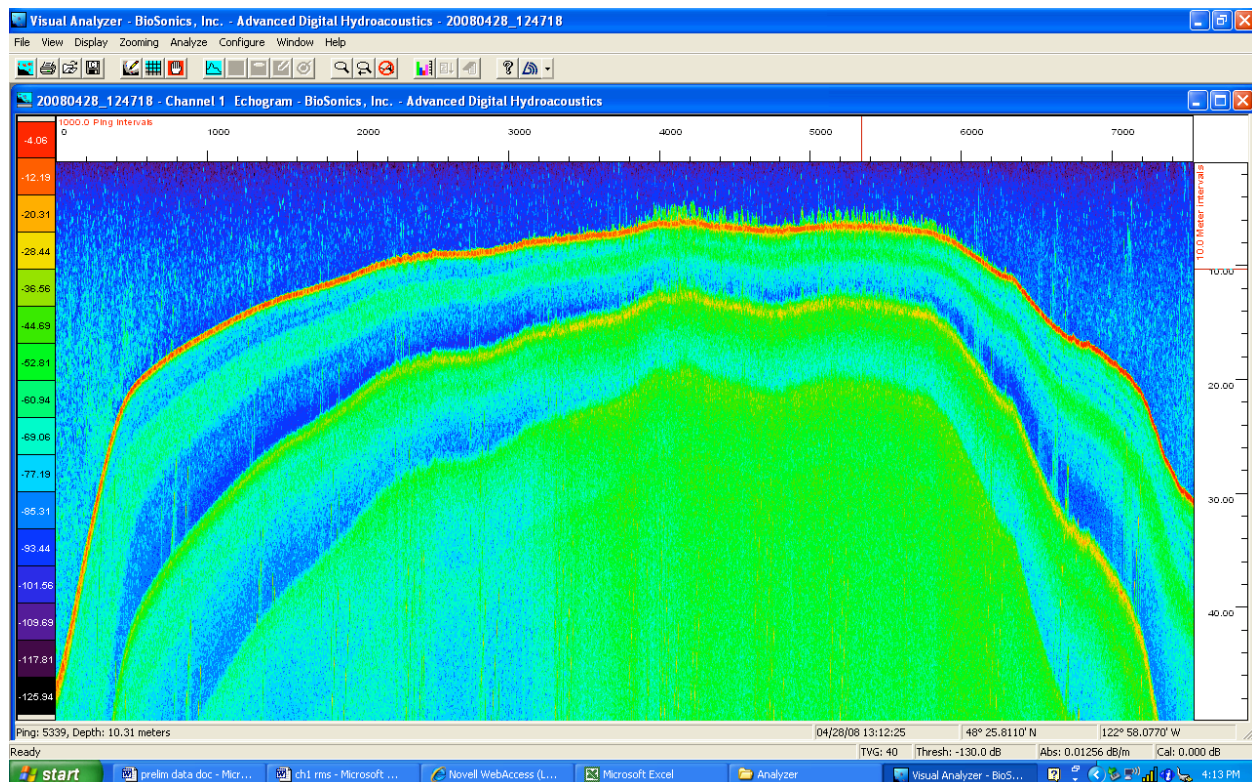 Visual Analyzer - BioSonics, Inc. - Advanced Digital Hydroacoustics - 20080428_124718
File View Display Zooming Analyze Configure Window Help
20080428_124718 - Channel 1 Echogram - BioSonics, Inc. - Advanced Digital Hydroacoustics
1000.0 Ping Intervals
0 1000 2000 3000 4000 5000 6000 7000
-4.06
-12.19
-20.31
-28.44
-36.56
-44.69
-52.81
-60.94
-69.06
-77.19
-85.31
-93.44
-101.56
-109.69
-117.81
-125.94
10.0 Meter Intervals
10.00
20.00
30.00
40.00
Ping: 5339, Depth: 10.31 meters 04/28/08 13:12:25 48° 25.8110' N 122° 58.0770' W
Ready TVG: 40 Thresh: -130.0 dB Abs: 0.01256 dB/m Cal: 0.000 dB
start prelim data doc - Micr... ch1 rms - Microsoft ... Novell WebAccess (L... Microsoft Excel Analyzer Visual Analyzer - BioS... 4:13 PM